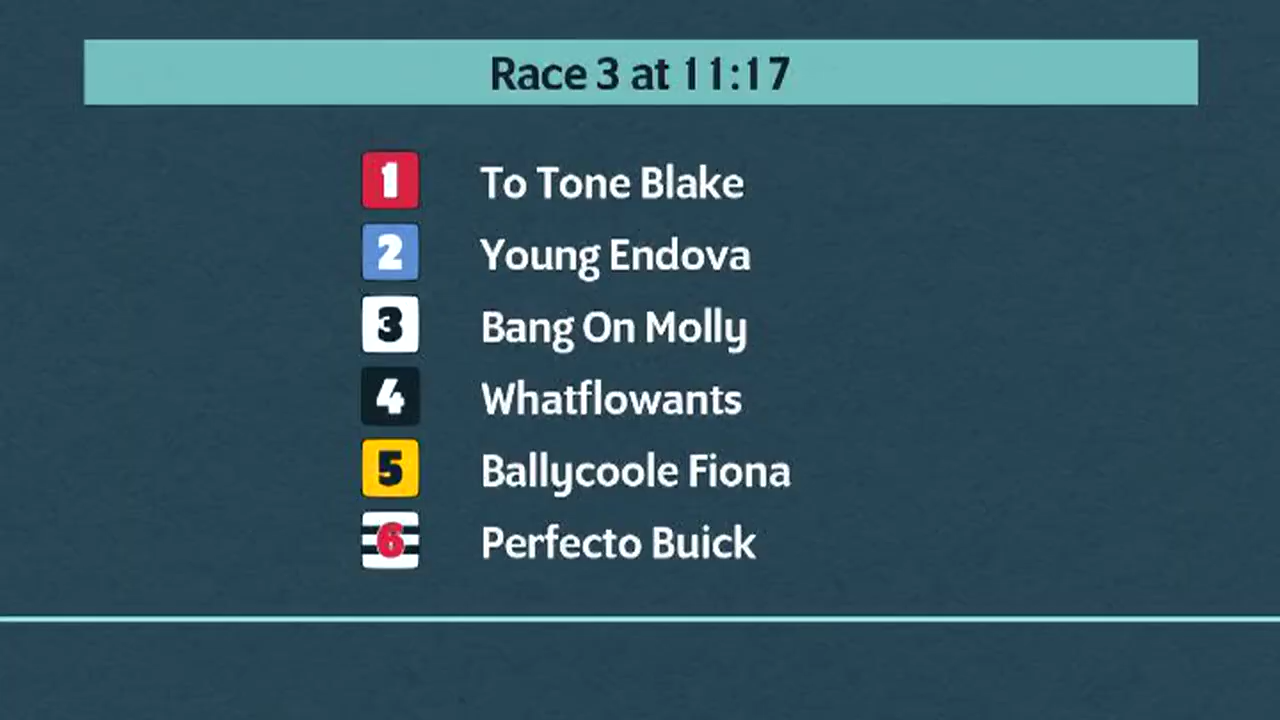 Race 3 at 11:17
1 To Tone Blake
2 Young Endova
3 Bang On Molly
4 Whatflowants
5 Ballycoole Fiona
6 Perfecto Buick